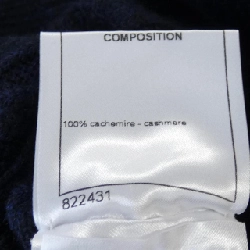 COMPOSITION
100% cachemire - cashmere
822431